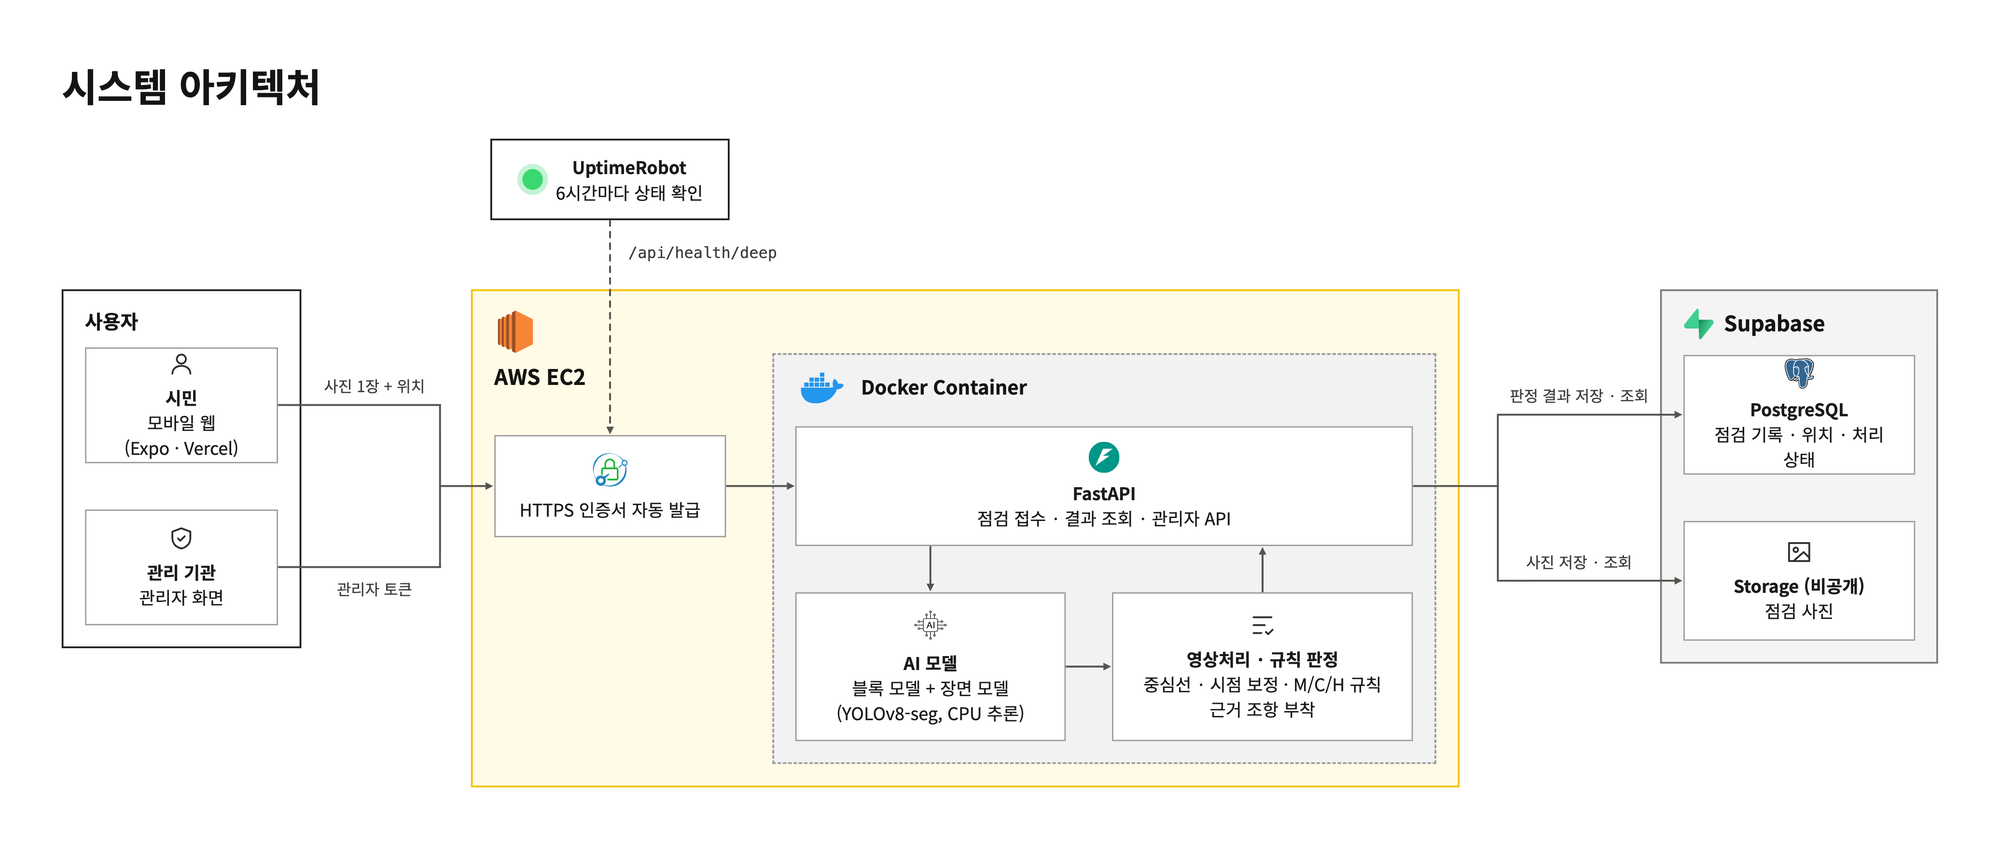 시스템 아키텍처
UptimeRobot
6시간마다 상태 확인
/api/health/deep
사용자
시민
모바일 웹
(Expo · Vercel)
사진 1장 + 위치
관리 기관
관리자 화면
관리자 토큰
AWS EC2
HTTPS 인증서 자동 발급
Docker Container
FastAPI
점검 접수 · 결과 조회 · 관리자 API
AI
AI 모델
블록 모델 + 장면 모델
(YOLOv8-seg, CPU 추론)
영상처리 · 규칙 판정
중심선 · 시점 보정 · M/C/H 규칙
근거 조항 부착
판정 결과 저장 · 조회
사진 저장 · 조회
Supabase
PostgreSQL
점검 기록 · 위치 · 처리
상태
Storage (비공개)
점검 사진